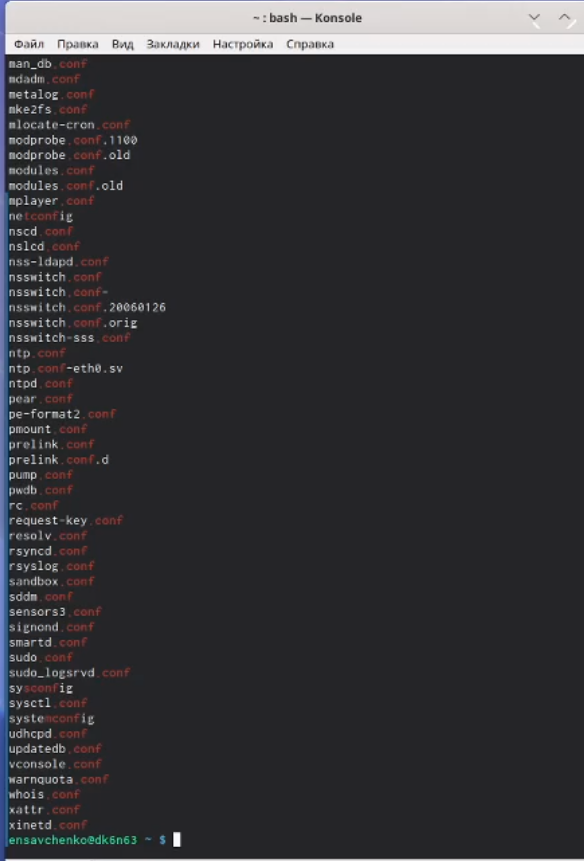 ~ : bash — Konsole
Файл Правка Вид Закладки Настройка Справка
man_db.conf
mdadm.conf
metalog.conf
mke2fs.conf
mlocate-cron.conf
modprobe.conf.1100
modprobe.conf.old
modules.conf
modules.conf.old
mplayer.conf
netconfig
nscd.conf
nslcd.conf
nss-ldapd.conf
nsswitch.conf
nsswitch.conf-
nsswitch.conf.20060126
nsswitch.conf.orig
nsswitch-sss.conf
ntp.conf
ntp.conf-eth0.sv
ntpd.conf
pear.conf
pe-format2.conf
pmount.conf
prelink.conf
prelink.conf.d
pump.conf
pwdb.conf
rc.conf
request-key.conf
resolv.conf
rsyncd.conf
rsyslog.conf
sandbox.conf
sddm.conf
sensors3.conf
signond.conf
smartd.conf
sudo.conf
sudo_logsrvd.conf
sysconfig
sysctl.conf
systemconfig
udhcpd.conf
updatedb.conf
vconsole.conf
warnquota.conf
whois.conf
xattr.conf
xinetd.conf
ensavchenko@dk6n63 ~ $